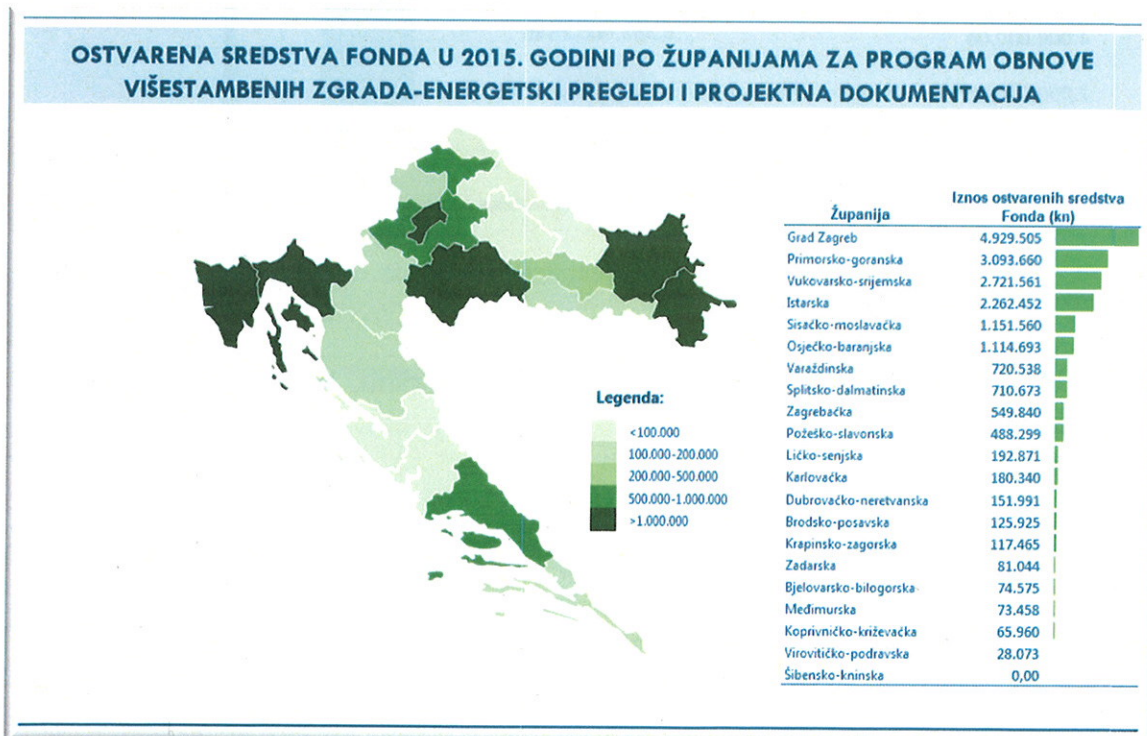 OSTVARENA SREDSTVA FONDA U 2015. GODINI PO ŽUPANIJAMA ZA PROGRAM OBNOVE
VIŠESTAMBENIH ZGRADA-ENERGETSKI PREGLEDI I PROJEKTNA DOKUMENTACIJA
Legenda:
<100.000
100.000-200.000
200.000-500.000
500.000-1.000.000
>1.000.000
Županija Iznos ostvarenih sredstva Fonda (kn)
Grad Zagreb 4.929.505
Primorsko-goranska 3.093.660
Vukovarsko-srijemska 2.721.561
Istarska 2.262.452
Sisačko-moslavačka 1.151.560
Osječko-baranjska 1.114.693
Varaždinska 720.538
Splitsko-dalmatinska 710.673
Zagrebačka 549.840
Požeško-slavonska 488.299
Ličko-senjska 192.871
Karlovačka 180.340
Dubrovačko-neretvanska 151.991
Brodsko-posavska 125.925
Krapinsko-zagorska 117.465
Zadarska 81.044
Bjelovarsko-bilogorska 74.575
Međimurska 73.458
Koprivničko-križevačka 65.960
Virovitičko-podravska 28.073
Šibensko-kninska 0,00